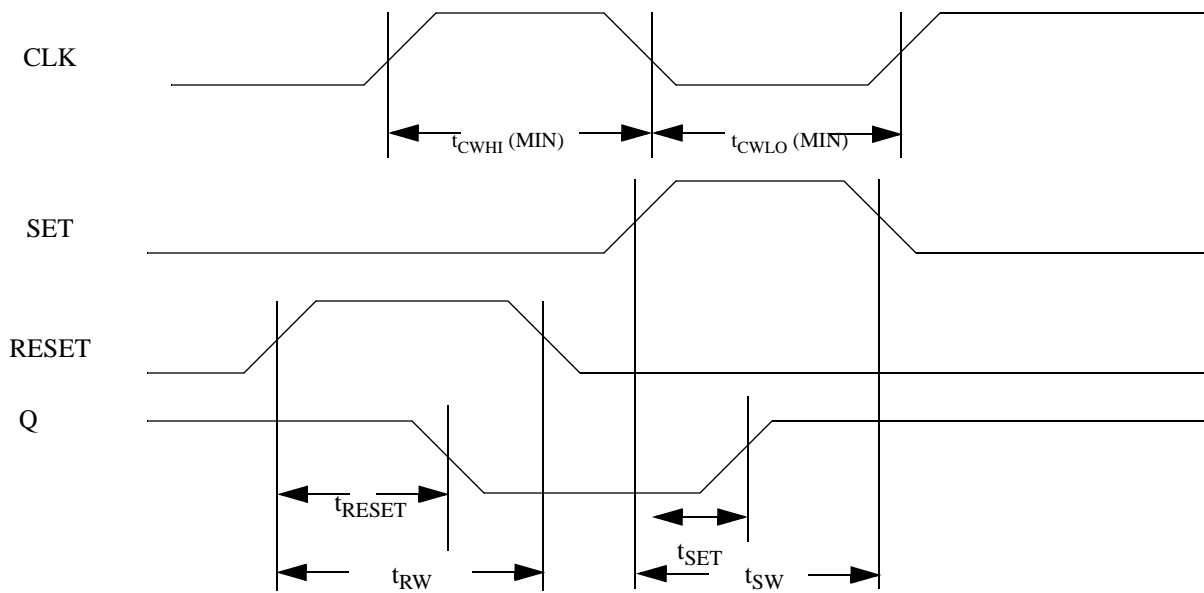 CLK
tCWHI (MIN)
tCWLO (MIN)
SET
RESET
Q
tRESET
tSET
tRW
tSW